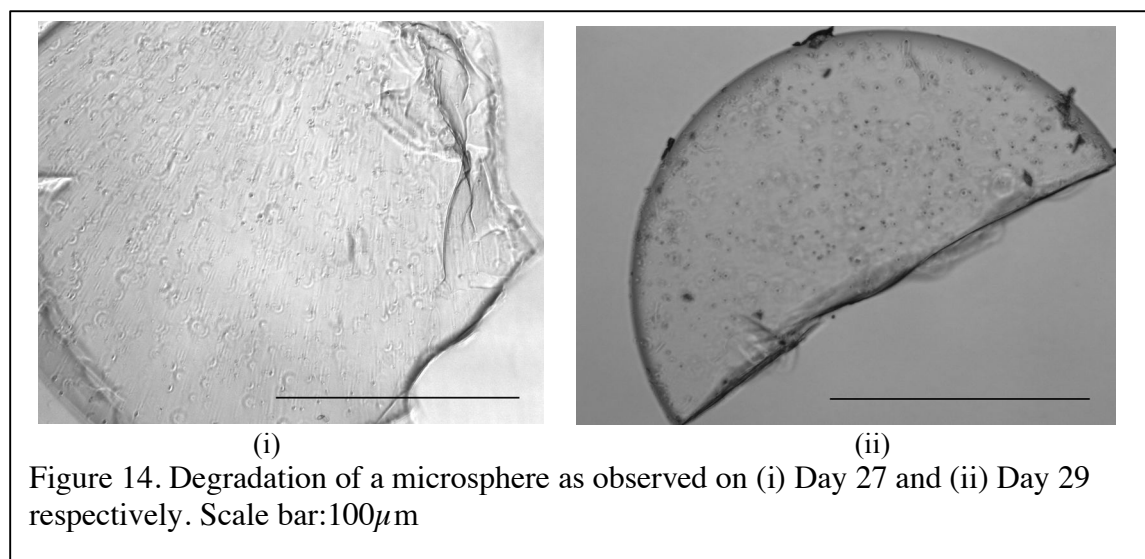 (i) (ii)
Figure 14. Degradation of a microsphere as observed on (i) Day 27 and (ii) Day 29
respectively. Scale bar:100µm